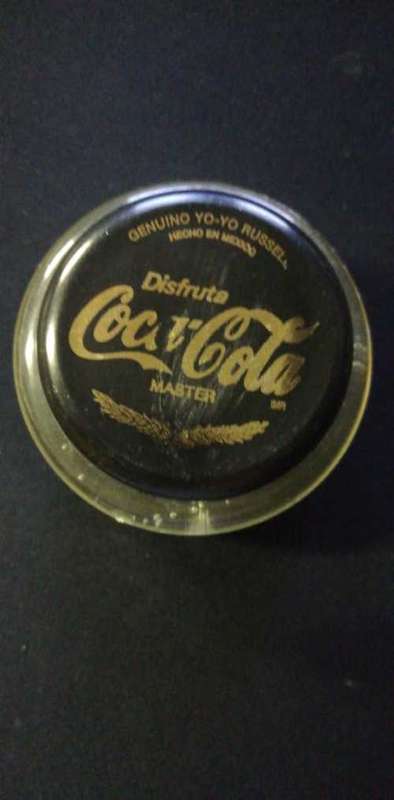 GENUINO YO-YO RUSSELL
HECHO EN MEXICO
Disfruta
Coca-Cola
MASTER